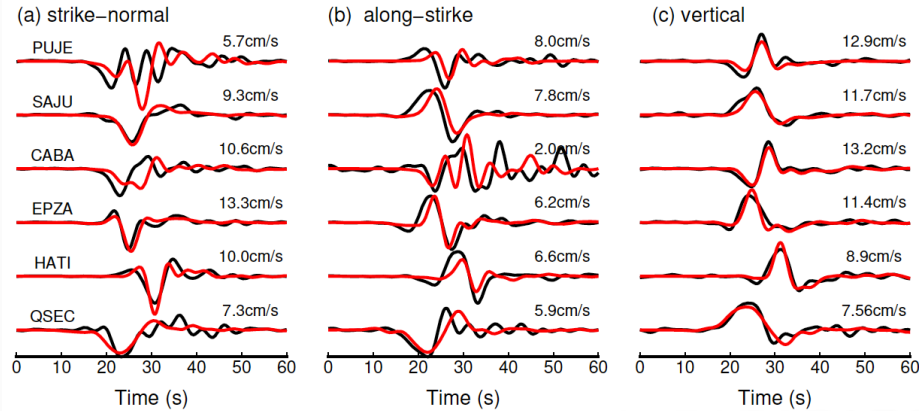 (a) strike−normal (b) along−stirke (c) vertical
PUJE 5.7cm/s 8.0cm/s 12.9cm/s
SAJU 9.3cm/s 7.8cm/s 11.7cm/s
CABA 10.6cm/s 2.0cm/s 13.2cm/s
EPZA 13.3cm/s 6.2cm/s 11.4cm/s
HATI 10.0cm/s 6.6cm/s 8.9cm/s
QSEC 7.3cm/s 5.9cm/s 7.56cm/s
0 10 20 30 40 50 60 0 10 20 30 40 50 60 0 10 20 30 40 50 60
Time (s) Time (s) Time (s)